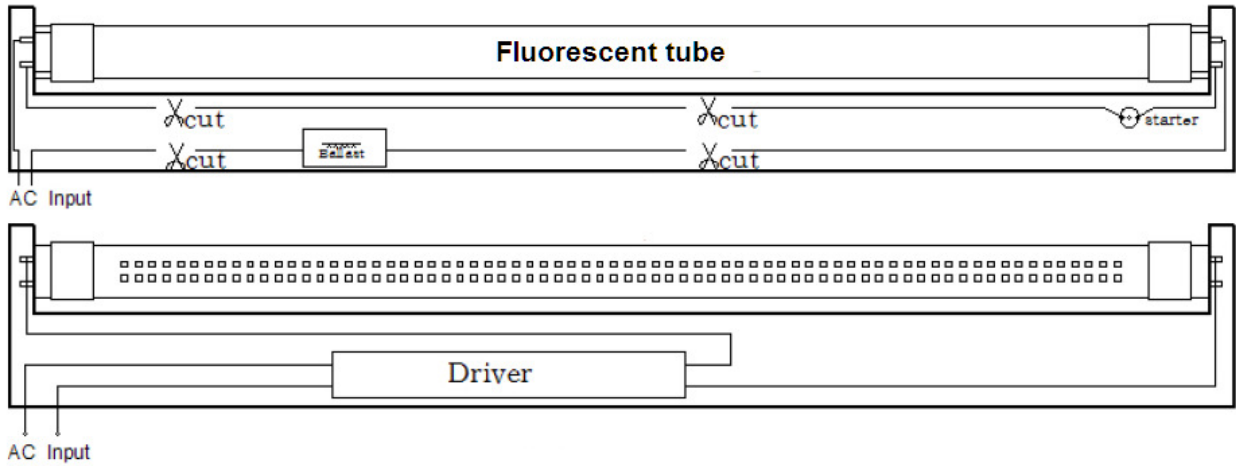 Fluorescent tube
cut
cut
starter
cut
Ballast
cut
AC Input
Driver
AC Input